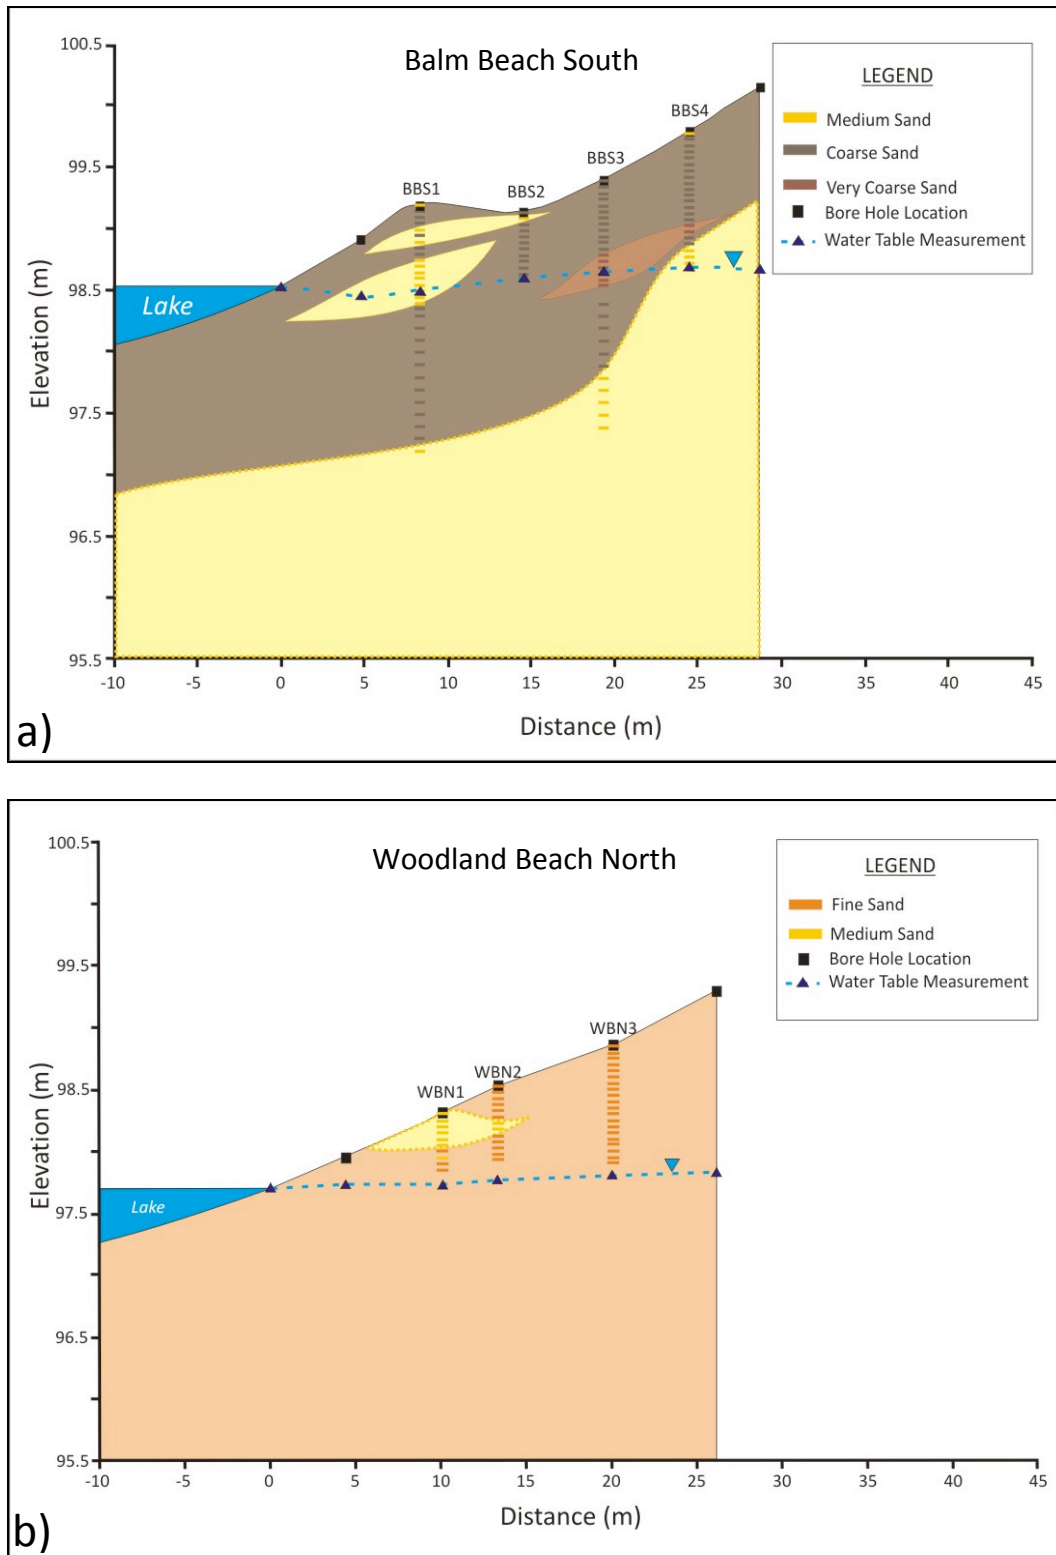 Balm Beach South
100.5
99.5
98.5
97.5
96.5
95.5
Elevation (m)
-10 0 5 10 15 20 25 30 35 40 45
Distance (m)
Lake
BBS1
BBS2
BBS3
BBS4
LEGEND
Medium Sand
Coarse Sand
Very Coarse Sand
Bore Hole Location
Water Table Measurement
a)
Woodland Beach North
100.5
99.5
98.5
97.5
96.5
95.5
Elevation (m)
-10 -5 0 5 10 15 20 25 30 35 40 45
Distance (m)
Lake
WBN1
WBN2
WBN3
LEGEND
Fine Sand
Medium Sand
Bore Hole Location
Water Table Measurement
b)